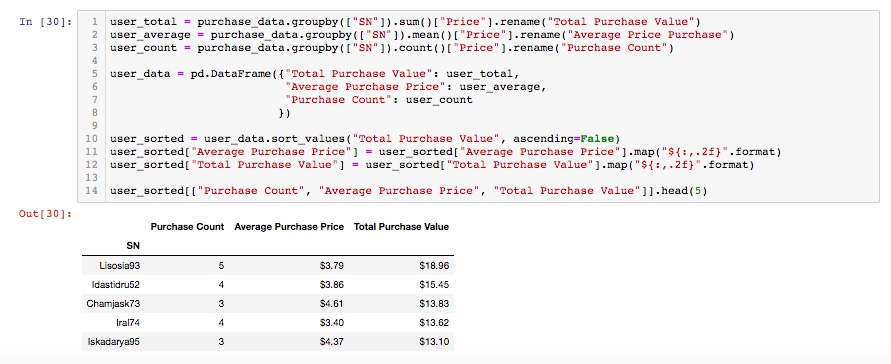 In [30]:
1 user_total = purchase_data.groupby(["SN"]).sum()["Price"].rename("Total Purchase Value")
2 user_average = purchase_data.groupby(["SN"]).mean()["Price"].rename("Average Price Purchase")
3 user_count = purchase_data.groupby(["SN"]).count()["Price"].rename("Purchase Count")
4
5 user_data = pd.DataFrame({"Total Purchase Value": user_total,
6 "Average Purchase Price": user_average,
7 "Purchase Count": user_count
8 })
9
10 user_sorted = user_data.sort_values("Total Purchase Value", ascending=False)
11 user_sorted["Average Purchase Price"] = user_sorted["Average Purchase Price"].map("${:,.2f}".format)
12 user_sorted["Total Purchase Value"] = user_sorted["Total Purchase Value"].map("${:,.2f}".format)
13
14 user_sorted[["Purchase Count", "Average Purchase Price", "Total Purchase Value"]].head(5)
Out[30]:
Purchase Count Average Purchase Price Total Purchase Value
SN
Lisosia93 5 $3.79 $18.96
Idastidru52 4 $3.86 $15.45
Chamjask73 3 $4.61 $13.83
Iral74 4 $3.40 $13.62
Iskadarya95 3 $4.37 $13.10